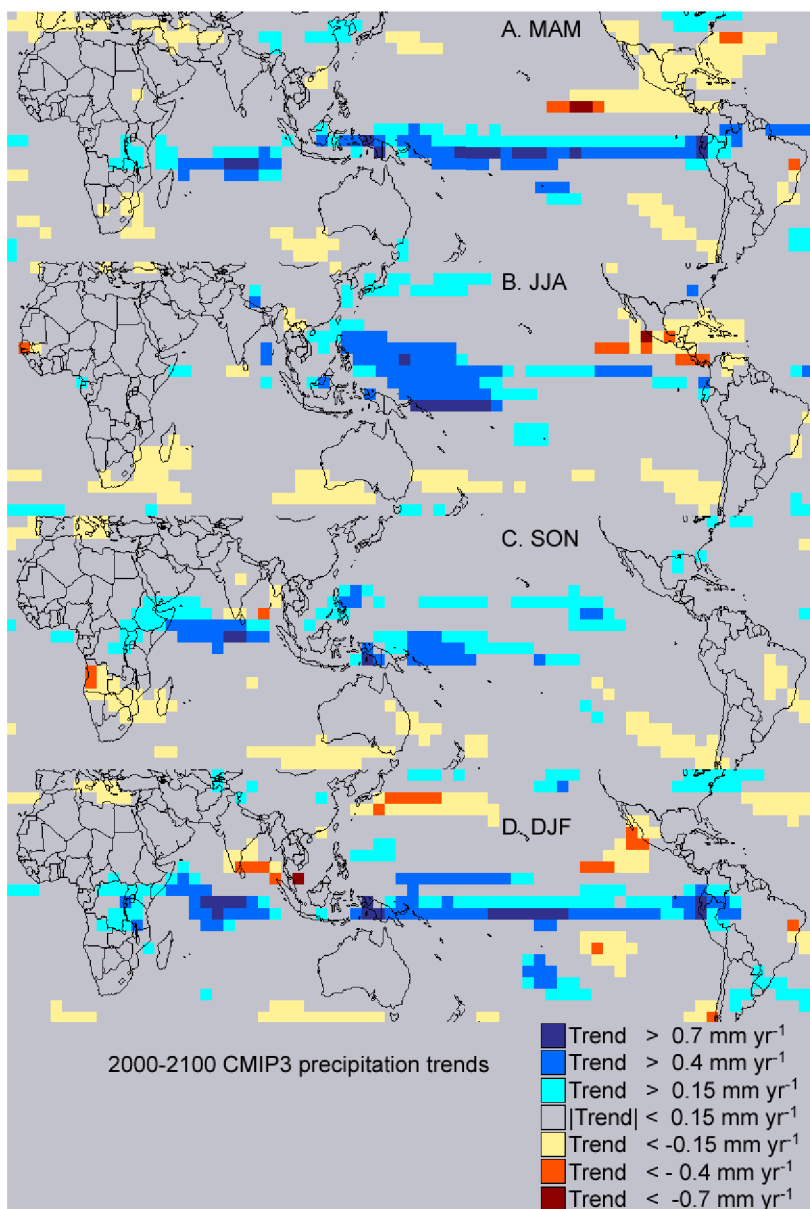 A. MAM
B. JJA
C. SON
D. DJF
2000-2100 CMIP3 precipitation trends
Trend > 0.7 mm yr⁻¹
Trend > 0.4 mm yr⁻¹
Trend > 0.15 mm yr⁻¹
|Trend| < 0.15 mm yr⁻¹
Trend < -0.15 mm yr⁻¹
Trend < - 0.4 mm yr⁻¹
Trend < -0.7 mm yr⁻¹